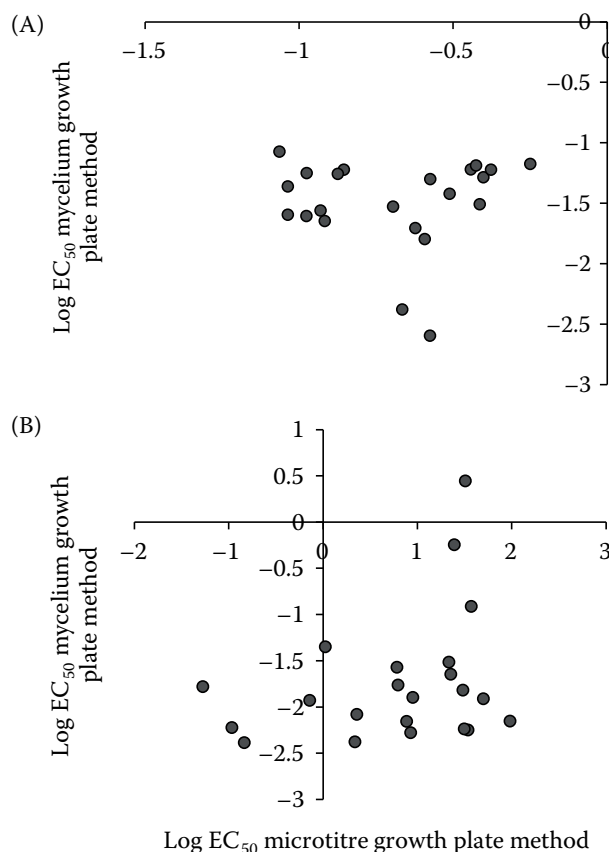 (A)
−1.5 −1 −0.5 0
0
−0.5
−1
−1.5
−2
−2.5
−3
Log EC50 mycelium growth
plate method
(B)
1
0.5
0
−2 −1 0 1 2 3
−0.5
−1
−1.5
−2
−2.5
−3
Log EC50 mycelium growth
plate method
Log EC50 microtitre growth plate method